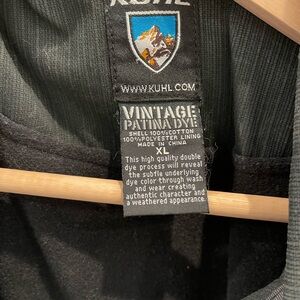 KUHL
WWW.KUHL.COM
VINTAGE
PATINA DYE
SHELL 100% COTTON
100% POLYESTER LINING
MADE IN CHINA
XL
This high quality double
dye process will reveal
the subtle underlying
dye color through wash
and wear creating
authentic character and
a weathered appearance.